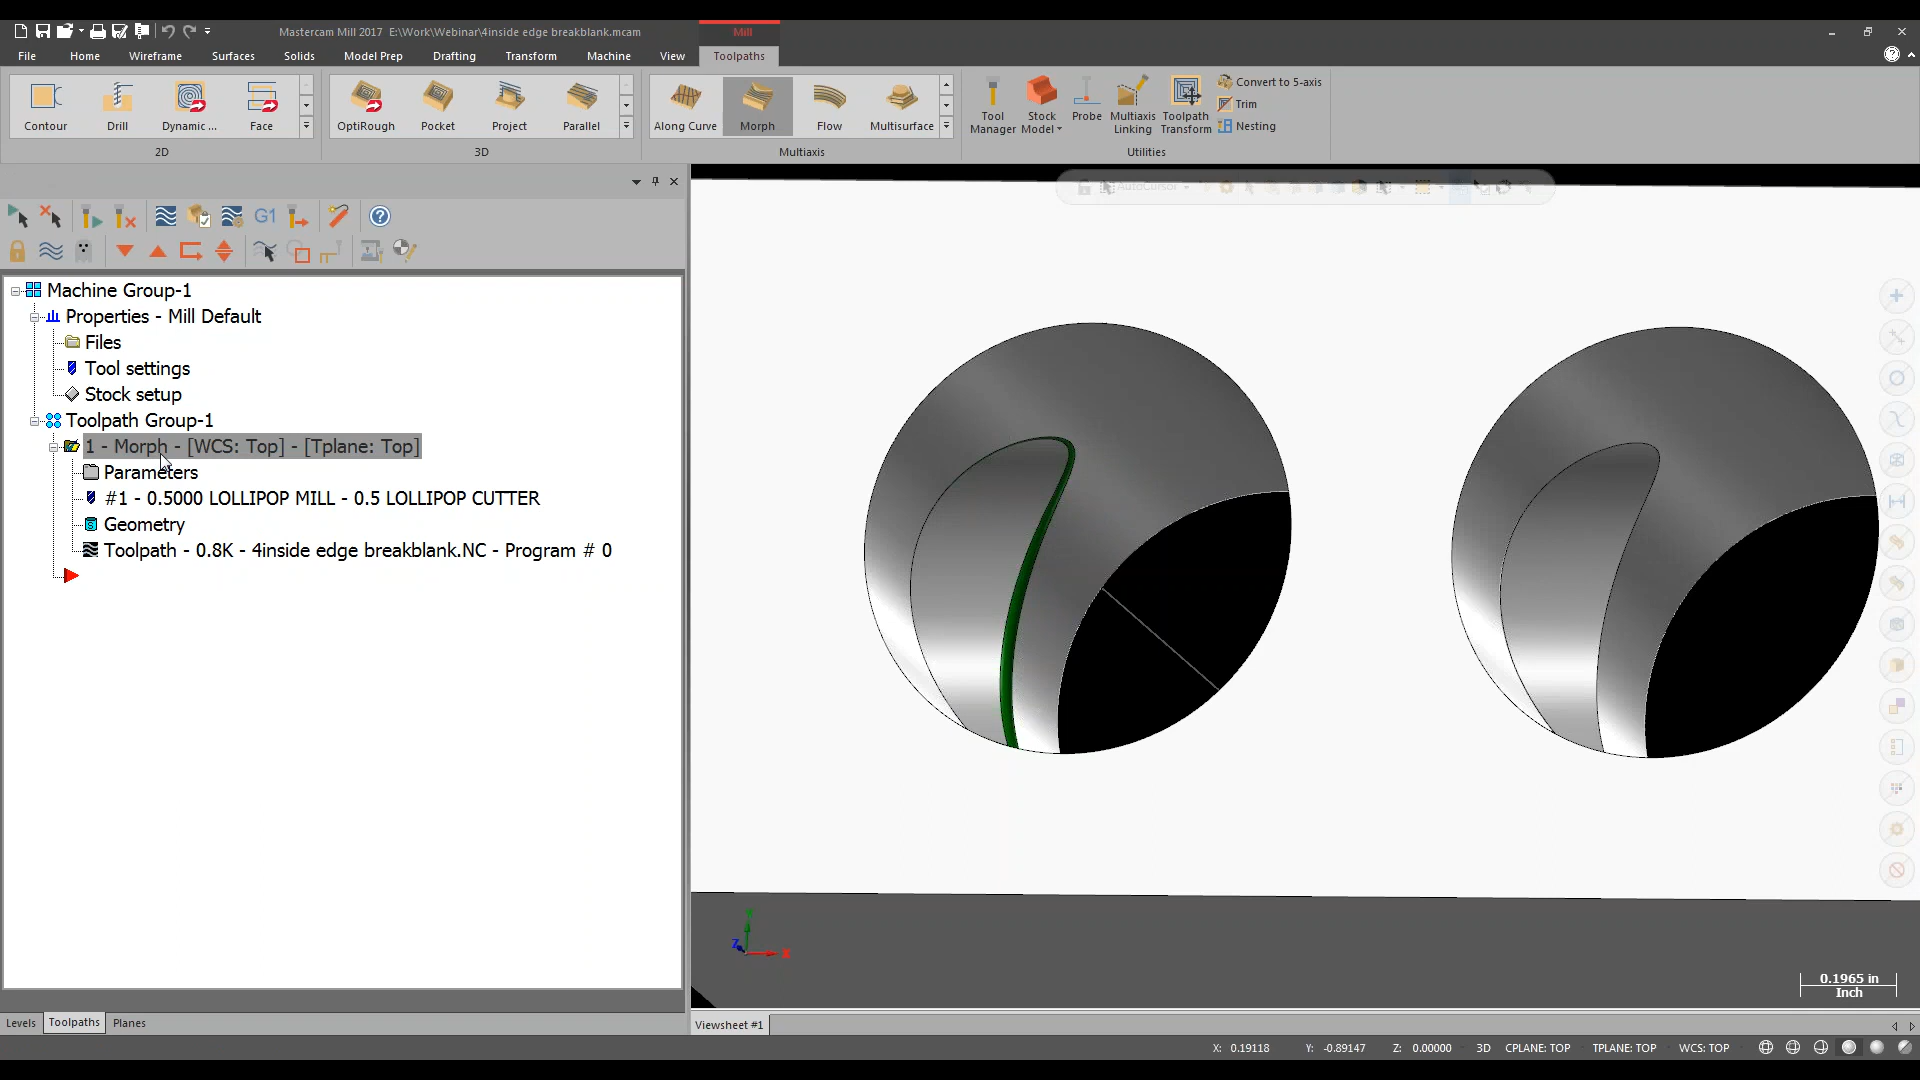 Mastercam Mill 2017  E:\Work\Webinar\4inside edge breakblank.mcam
Mill
File Home Wireframe Surfaces Solids Model Prep Drafting Transform Machine View Toolpaths
Contour Drill Dynamic ... Face
2D
OptiRough Pocket Project Parallel
3D
Along Curve Morph Flow Multisurface
Multiaxis
Tool Manager
Stock Model
Probe
Multiaxis Linking
Toolpath Transform
Convert to 5-axis
Trim
Nesting
Utilities
AutoCursor
G1
Machine Group-1
Properties - Mill Default
Files
Tool settings
Stock setup
Toolpath Group-1
1 - Morph - [WCS: Top] - [Tplane: Top]
Parameters
#1 - 0.5000 LOLLIPOP MILL - 0.5 LOLLIPOP CUTTER
Geometry
Toolpath - 0.8K - 4inside edge breakblank.NC - Program # 0
Y
Z
X
0.1965 in
Inch
Levels Toolpaths Planes
Viewsheet #1
X: 0.19118 Y: -0.89147 Z: 0.00000 3D CPLANE: TOP TPLANE: TOP WCS: TOP